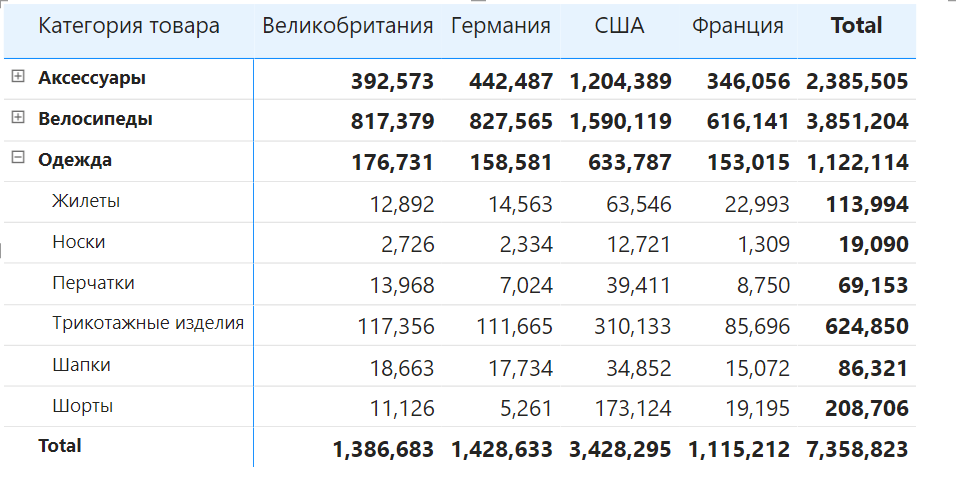 Категория товара Великобритания Германия США Франция Total
Аксессуары 392,573 442,487 1,204,389 346,056 2,385,505
Велосипеды 817,379 827,565 1,590,119 616,141 3,851,204
Одежда 176,731 158,581 633,787 153,015 1,122,114
Жилеты 12,892 14,563 63,546 22,993 113,994
Носки 2,726 2,334 12,721 1,309 19,090
Перчатки 13,968 7,024 39,411 8,750 69,153
Трикотажные изделия 117,356 111,665 310,133 85,696 624,850
Шапки 18,663 17,734 34,852 15,072 86,321
Шорты 11,126 5,261 173,124 19,195 208,706
Total 1,386,683 1,428,633 3,428,295 1,115,212 7,358,823